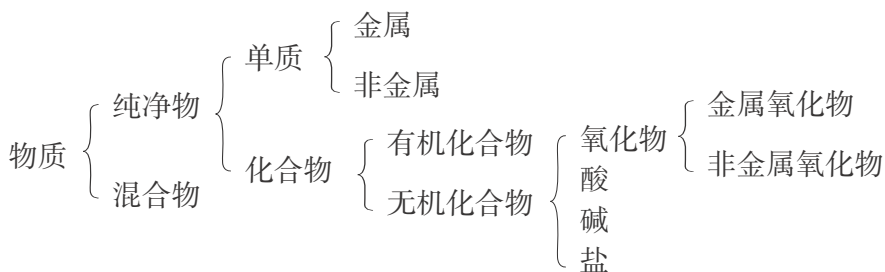 物质
纯净物
混合物
单质
化合物
金属
非金属
有机化合物
无机化合物
氧化物
酸
碱
盐
金属氧化物
非金属氧化物